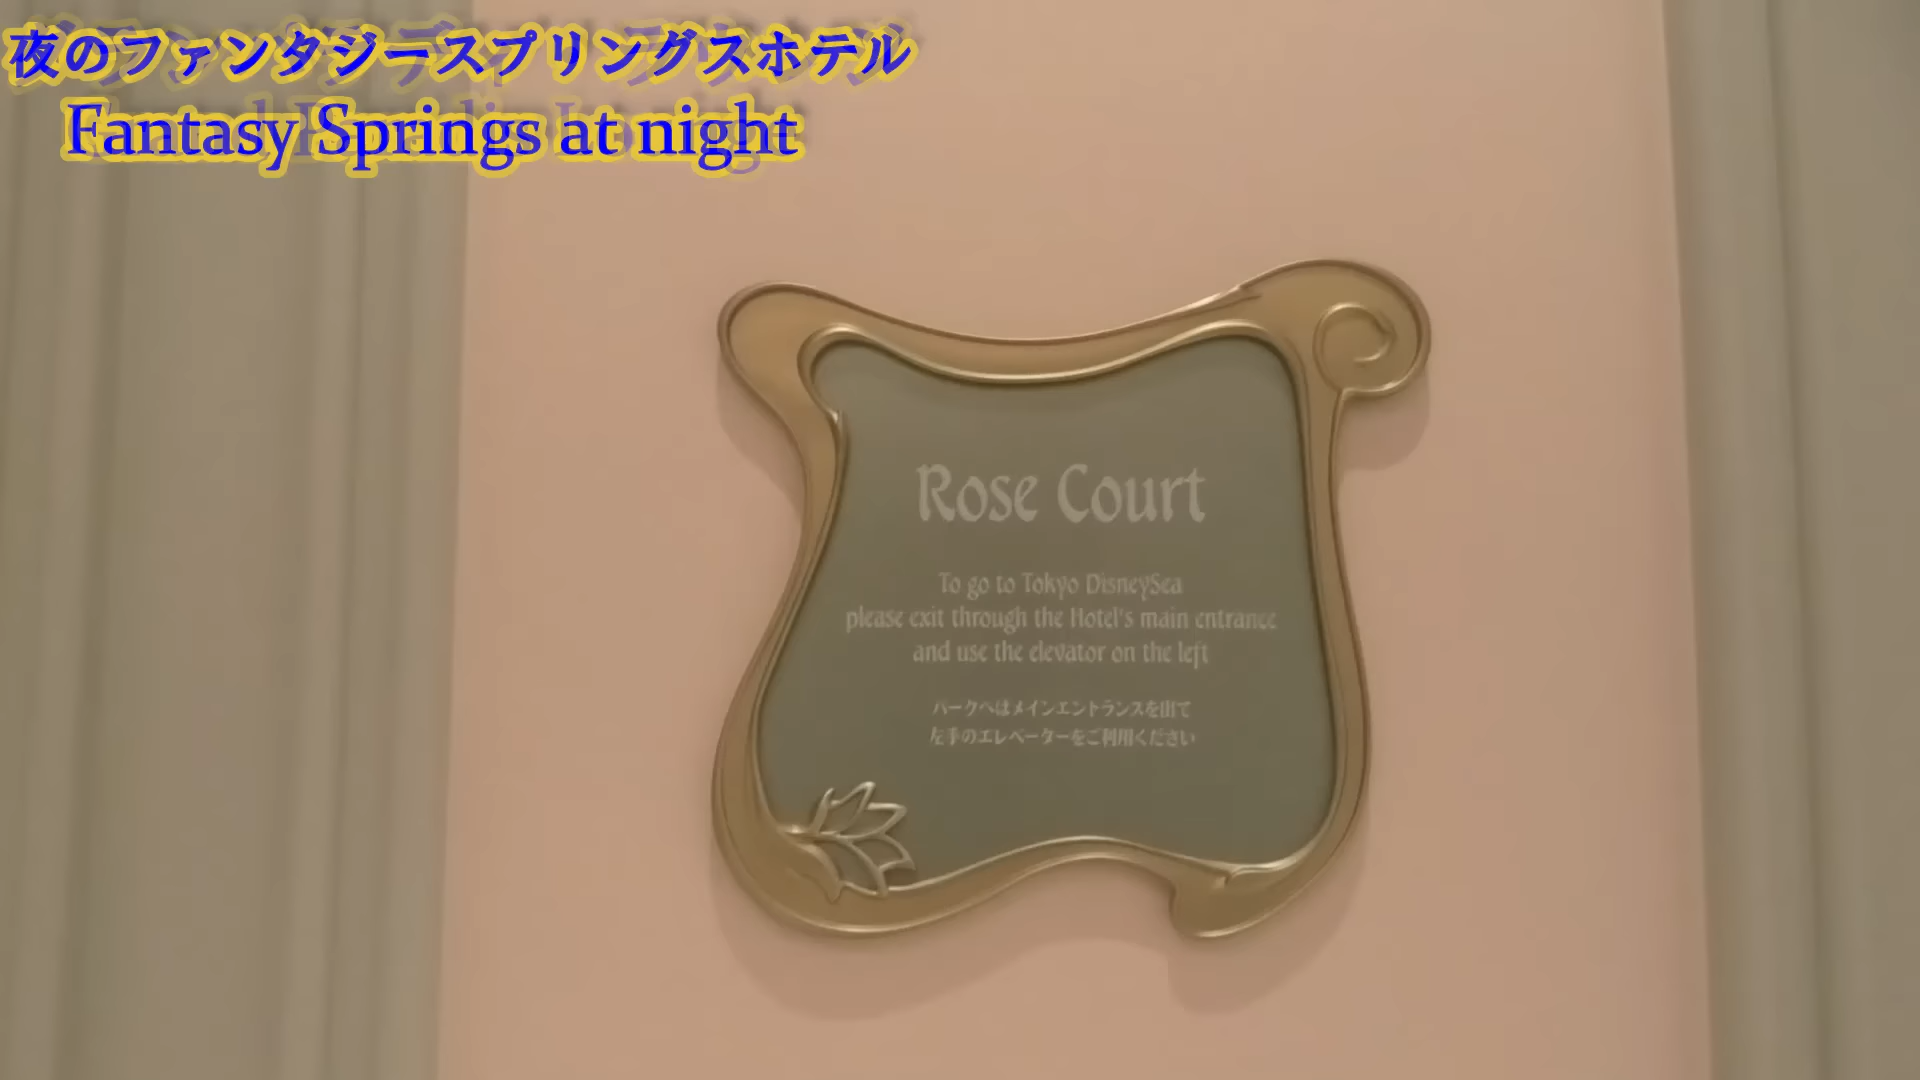 夜のファンタジースプリングスホテル
Fantasy Springs at night
Rose Court
To go to Tokyo DisneySea
please exit through the Hotel's main entrance
and use the elevator on the left
パークへはメインエントランスを出て
左手のエレベーターをご利用ください